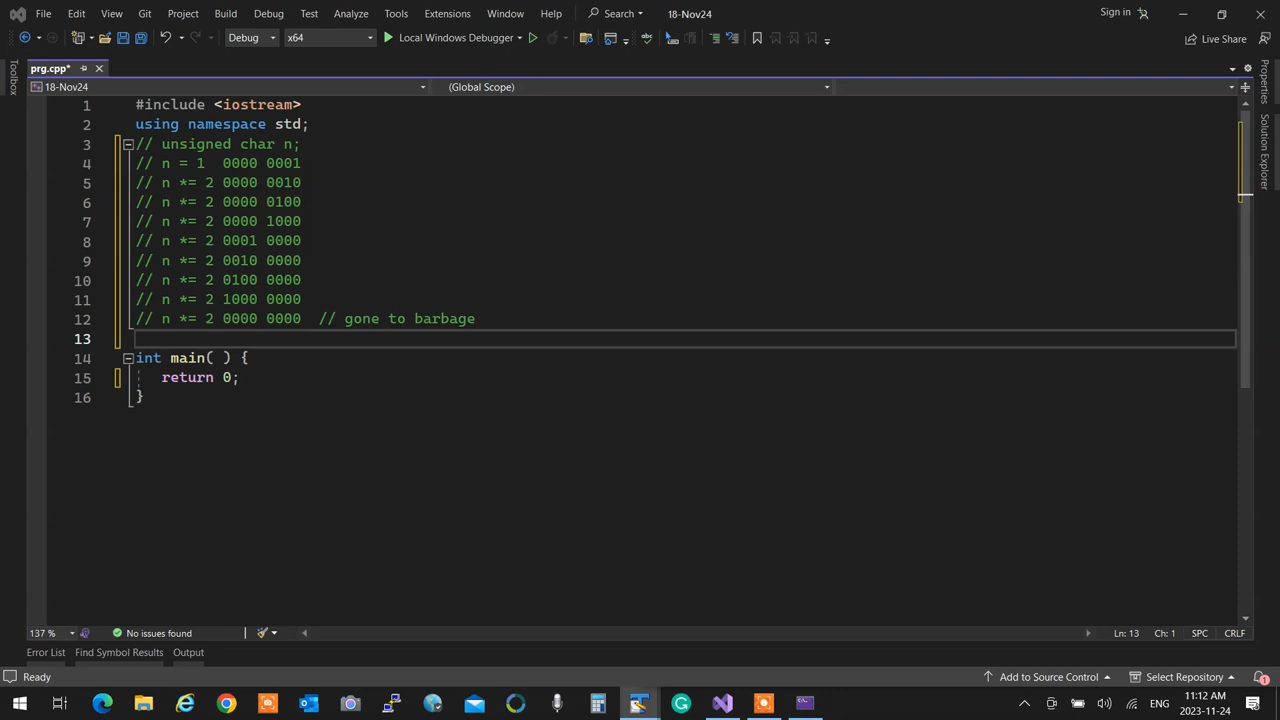 File Edit View Git Project Build Debug Test Analyze Tools Extensions Window Help Search 18-Nov24 Sign in
Debug x64 Local Windows Debugger Live Share
Toolbox
prg.cpp*
18-Nov24 (Global Scope)
1 #include <iostream>
2 using namespace std;
3 // unsigned char n;
4 // n = 1  0000 0001
5 // n *= 2 0000 0010
6 // n *= 2 0000 0100
7 // n *= 2 0000 1000
8 // n *= 2 0001 0000
9 // n *= 2 0010 0000
10 // n *= 2 0100 0000
11 // n *= 2 1000 0000
12 // n *= 2 0000 0000  // gone to barbage
13
14 int main( ) {
15    return 0;
16 }
Properties
Solution Explorer
137 % No issues found Ln: 13 Ch: 1 SPC CRLF
Error List Find Symbol Results Output
Ready Add to Source Control Select Repository 1
ENG 11:12 AM
2023-11-24